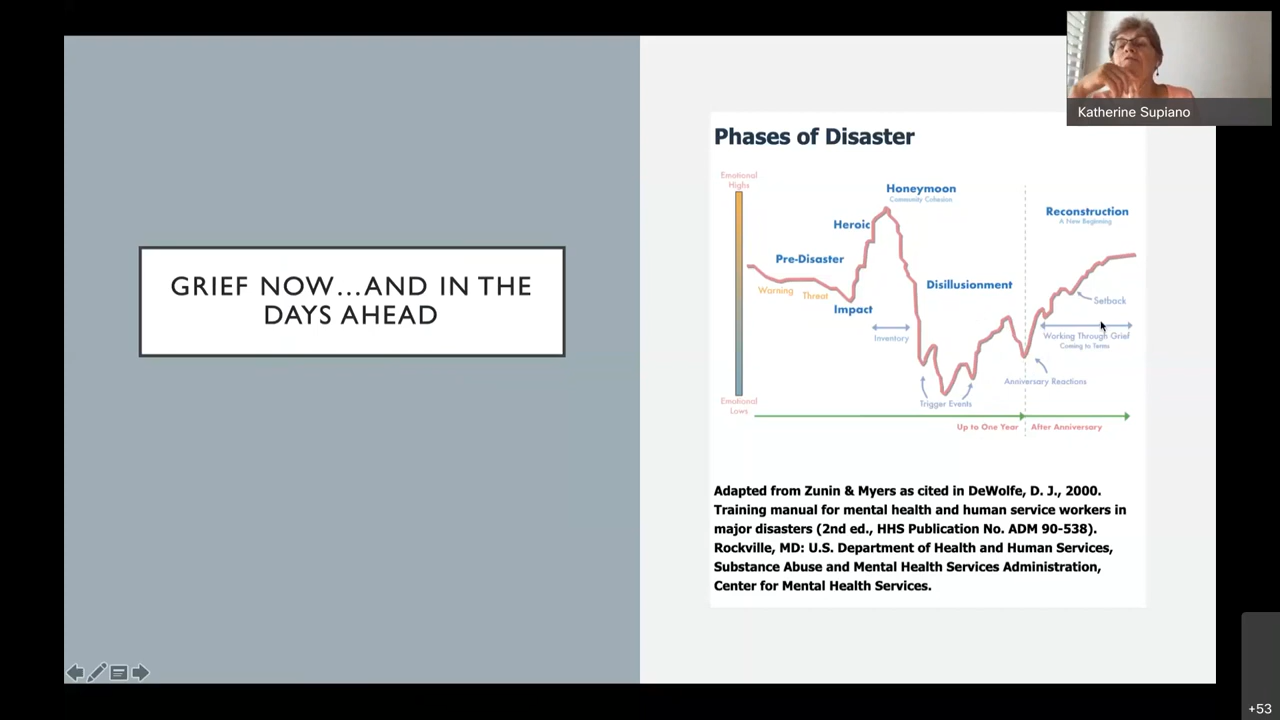 Katherine Supiano
GRIEF NOW...AND IN THE
DAYS AHEAD
Phases of Disaster
Emotional
Highs
Honeymoon
Community Cohesion
Heroic
Reconstruction
A New Beginning
Pre-Disaster
Warning
Threat
Impact
Disillusionment
Setback
Inventory
Working Through Grief
Coming to Terms
Anniversary Reactions
Trigger Events
Emotional
Lows
Up to One Year
After Anniversary
Adapted from Zunin & Myers as cited in DeWolfe, D. J., 2000.
Training manual for mental health and human service workers in
major disasters (2nd ed., HHS Publication No. ADM 90-538).
Rockville, MD: U.S. Department of Health and Human Services,
Substance Abuse and Mental Health Services Administration,
Center for Mental Health Services.
+53